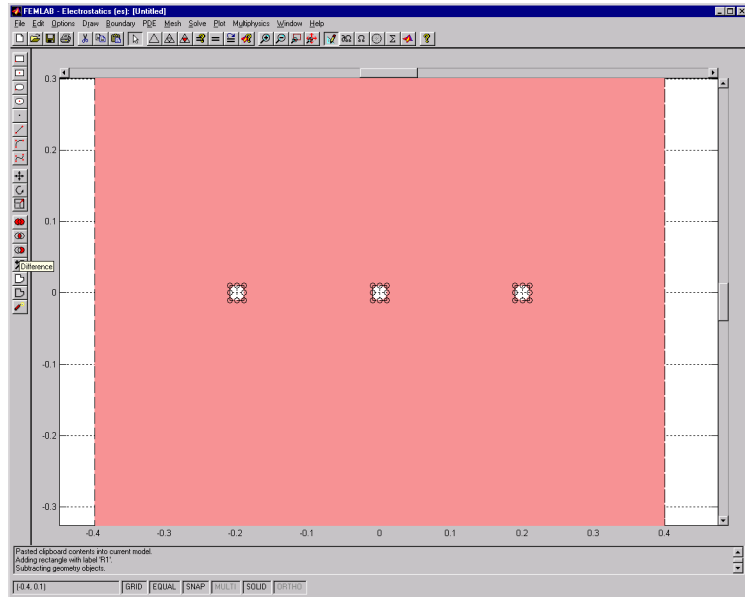 FEMLAB - Electrostatics (es): [Untitled]
File Edit Options Draw Boundary PDE Mesh Solve Plot Multiphysics Window Help
∂Ω Ω Σ
0.3
0.2
0.1
Difference
0
-0.1
-0.2
-0.3
-0.4 -0.3 -0.2 -0.1 0 0.1 0.2 0.3 0.4
Pasted clipboard contents into current model.
Adding rectangle with label 'R1'.
Subtracting geometry objects.
(-0.4, 0.1) GRID EQUAL SNAP MULTI SOLID ORTHO